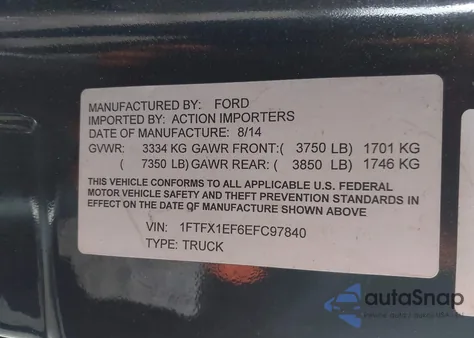 MANUFACTURED BY: FORD
IMPORTED BY: ACTION IMPORTERS
DATE OF MANUFACTURE: 8/14
GVWR: 3334 KG GAWR FRONT:( 3750 LB) 1701 KG
( 7350 LB) GAWR REAR: ( 3850 LB) 1746 KG
THIS VEHICLE CONFORMS TO ALL APPLICABLE U.S. FEDERAL
MOTOR VEHICLE SAFETY AND THEFT PREVENTION STANDARDS
IN EFFECT ON THE DATE OF MANUFACTURE SHOWN ABOVE
VIN: 1FTFX1EF6EFC97840
TYPE: TRUCK
autaSnap